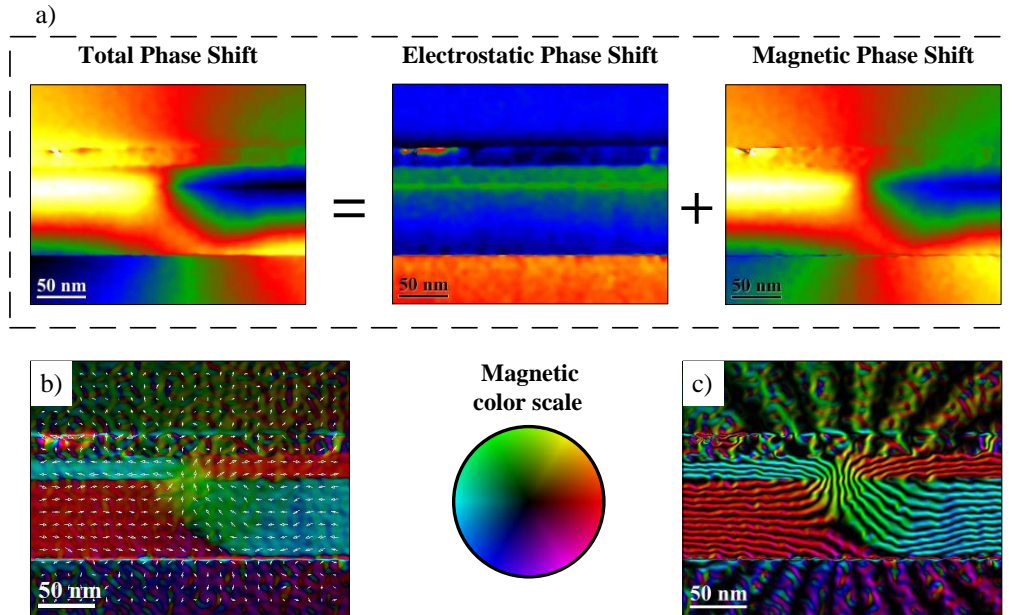 a)
Total Phase Shift
Electrostatic Phase Shift
Magnetic Phase Shift
=
+
50 nm
50 nm
50 nm
b)
Magnetic
color scale
c)
50 nm
50 nm